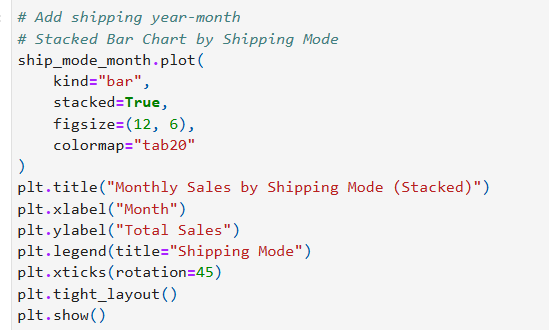 # Add shipping year-month
# Stacked Bar Chart by Shipping Mode
ship_mode_month.plot(
    kind="bar",
    stacked=True,
    figsize=(12, 6),
    colormap="tab20"
)
plt.title("Monthly Sales by Shipping Mode (Stacked)")
plt.xlabel("Month")
plt.ylabel("Total Sales")
plt.legend(title="Shipping Mode")
plt.xticks(rotation=45)
plt.tight_layout()
plt.show()